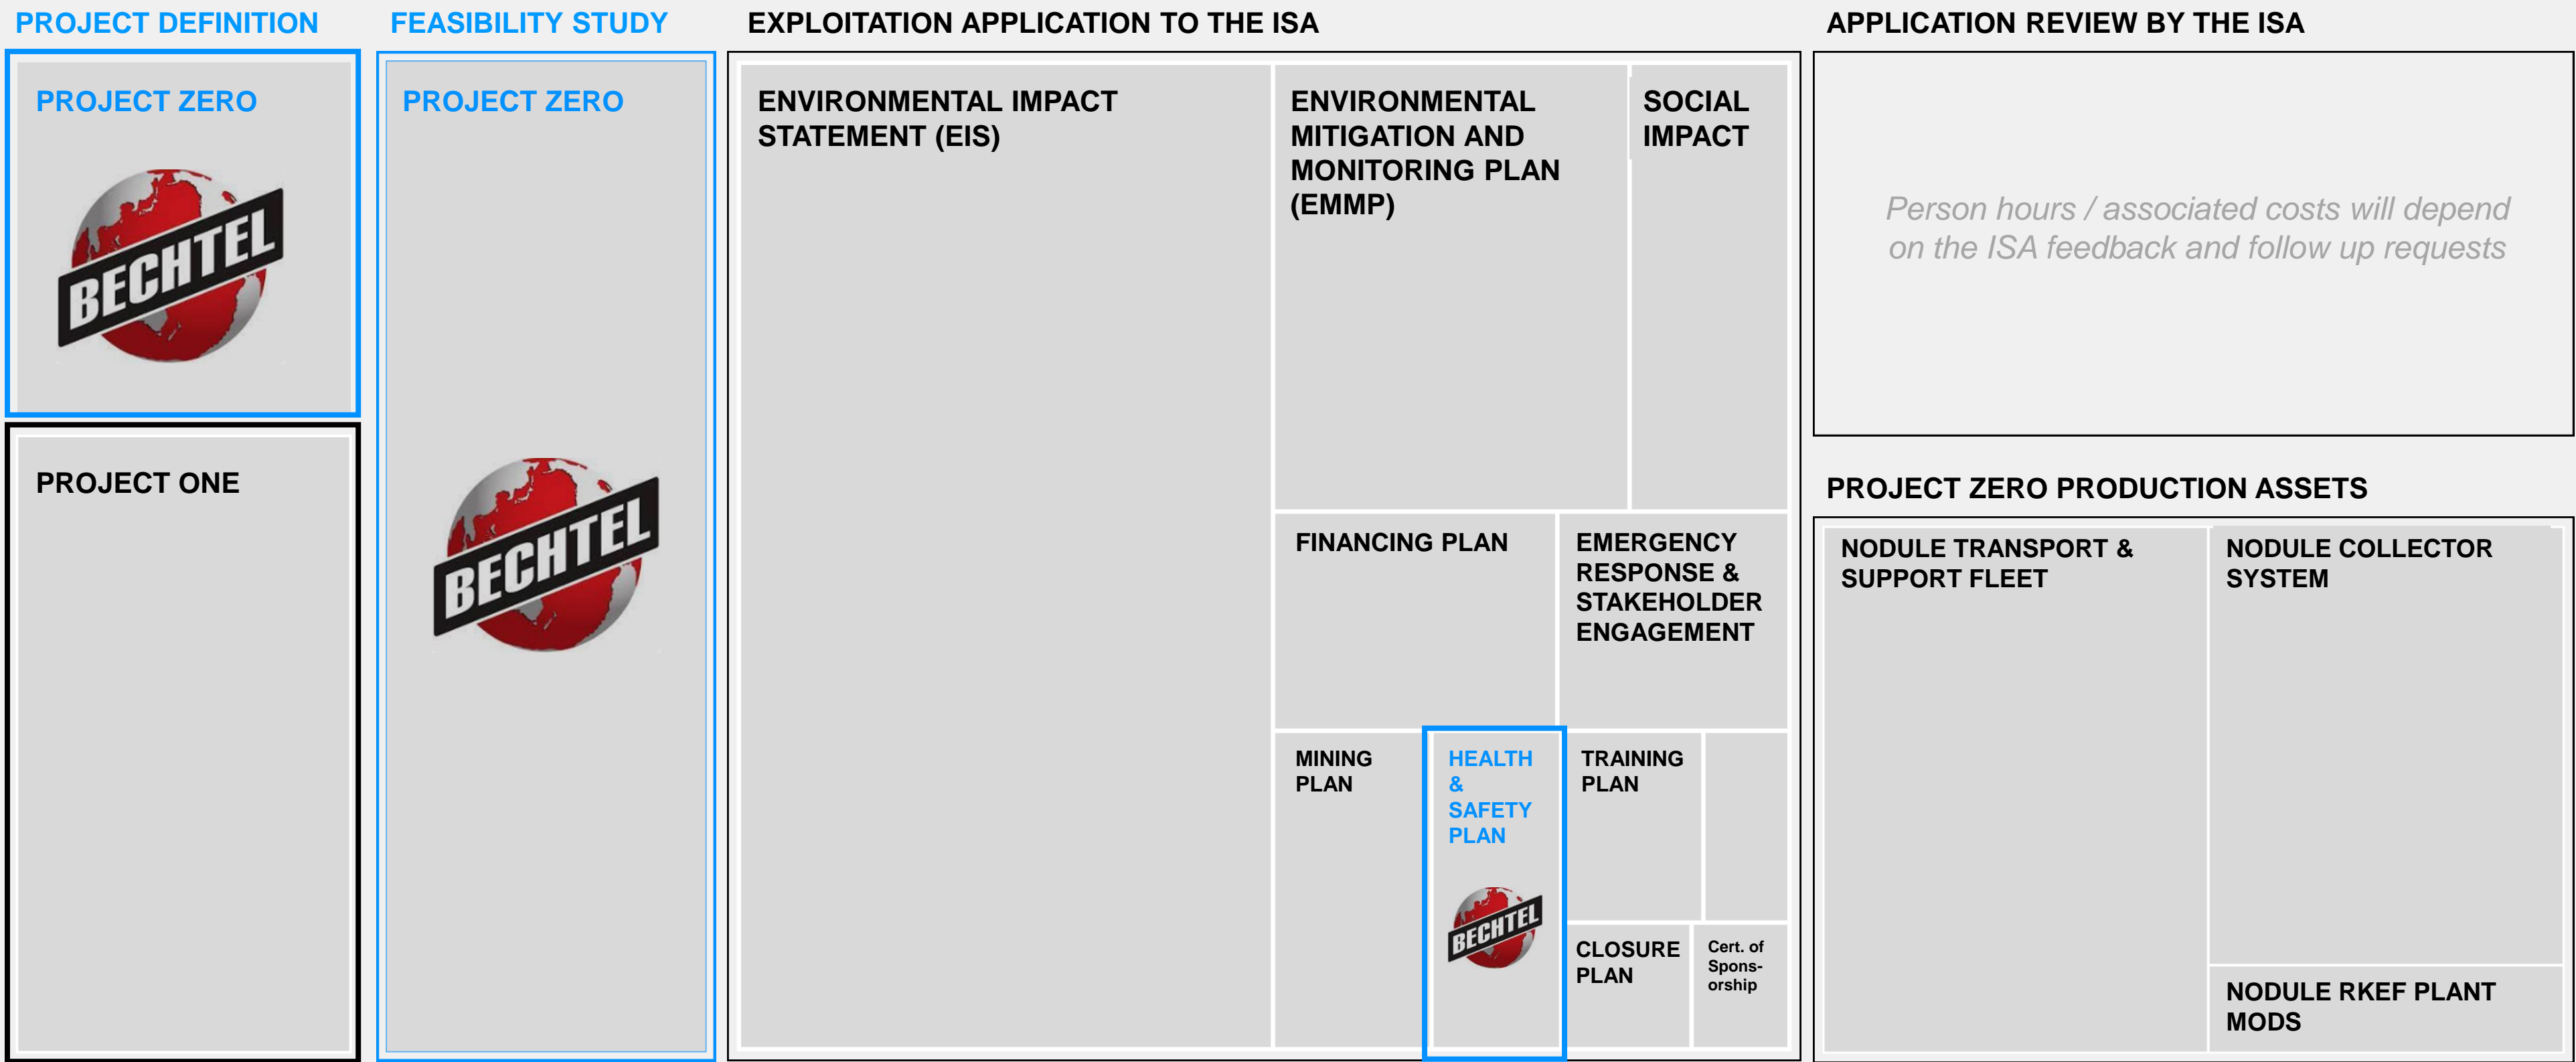 PROJECT DEFINITION
PROJECT ZERO
BECHTEL
PROJECT ONE
FEASIBILITY STUDY
PROJECT ZERO
BECHTEL
EXPLOITATION APPLICATION TO THE ISA
ENVIRONMENTAL IMPACT
STATEMENT (EIS)
ENVIRONMENTAL
MITIGATION AND
MONITORING PLAN
(EMMP)
SOCIAL
IMPACT
FINANCING PLAN
EMERGENCY
RESPONSE &
STAKEHOLDER
ENGAGEMENT
MINING
PLAN
HEALTH
&
SAFETY
PLAN
BECHTEL
TRAINING
PLAN
CLOSURE
PLAN
Cert. of
Spons-
orship
APPLICATION REVIEW BY THE ISA
Person hours / associated costs will depend
on the ISA feedback and follow up requests
PROJECT ZERO PRODUCTION ASSETS
NODULE TRANSPORT &
SUPPORT FLEET
NODULE COLLECTOR
SYSTEM
NODULE RKEF PLANT
MODS